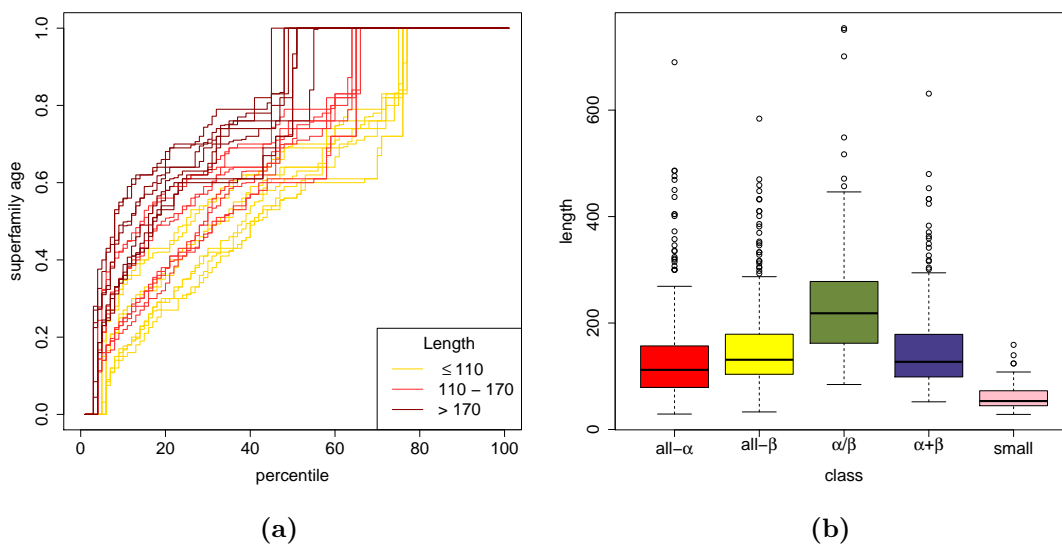 1.0
0.8
0.6
0.4
0.2
0.0
superfamily age
0 20 40 60 80 100
percentile
Length
≤ 110
110 − 170
> 170
(a)
600
400
200
0
length
all−α all−β α/β α+β small
class
(b)